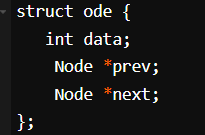 struct ode {
int data;
Node *prev;
Node *next;
};